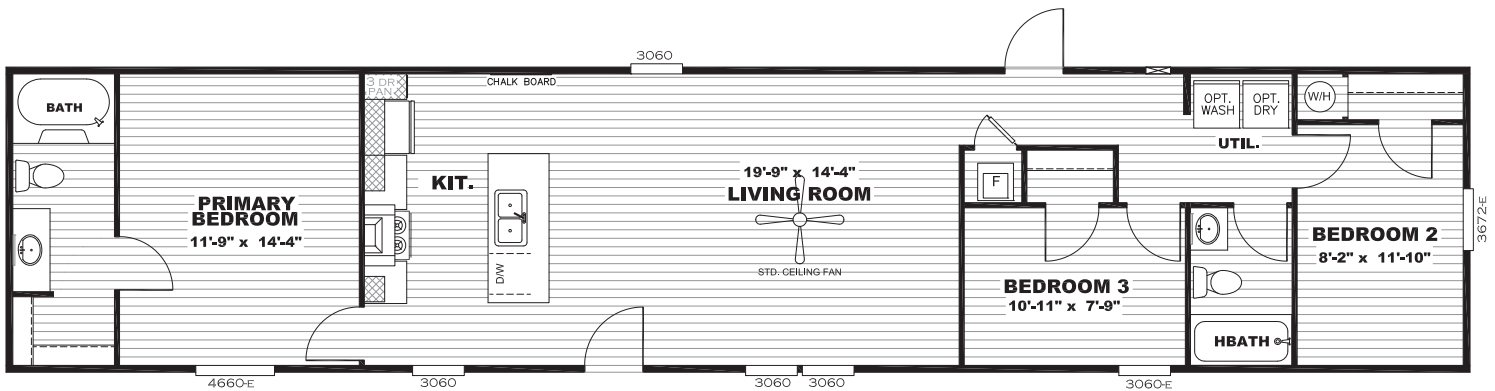 3060
BATH
3 DR
PAN
CHALK BOARD
OPT.
WASH
OPT.
DRY
W/H
UTIL.
PRIMARY
BEDROOM
11'-9" x 14'-4"
KIT.
D/W
19'-9" x 14'-4"
LIVING ROOM
STD. CEILING FAN
F
BEDROOM 3
10'-11" x 7'-9"
HBATH
BEDROOM 2
8'-2" x 11'-10"
3672-E
4660-E
3060
3060
3060
3060-E